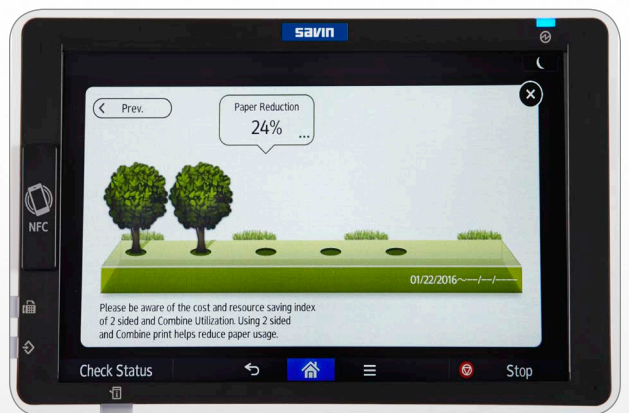 savin
Prev.
Paper Reduction
24%
...
NFC
01/22/2016~--/--/----
Please be aware of the cost and resource saving index
of 2 sided and Combine Utilization. Using 2 sided
and Combine print helps reduce paper usage.
Check Status
Stop